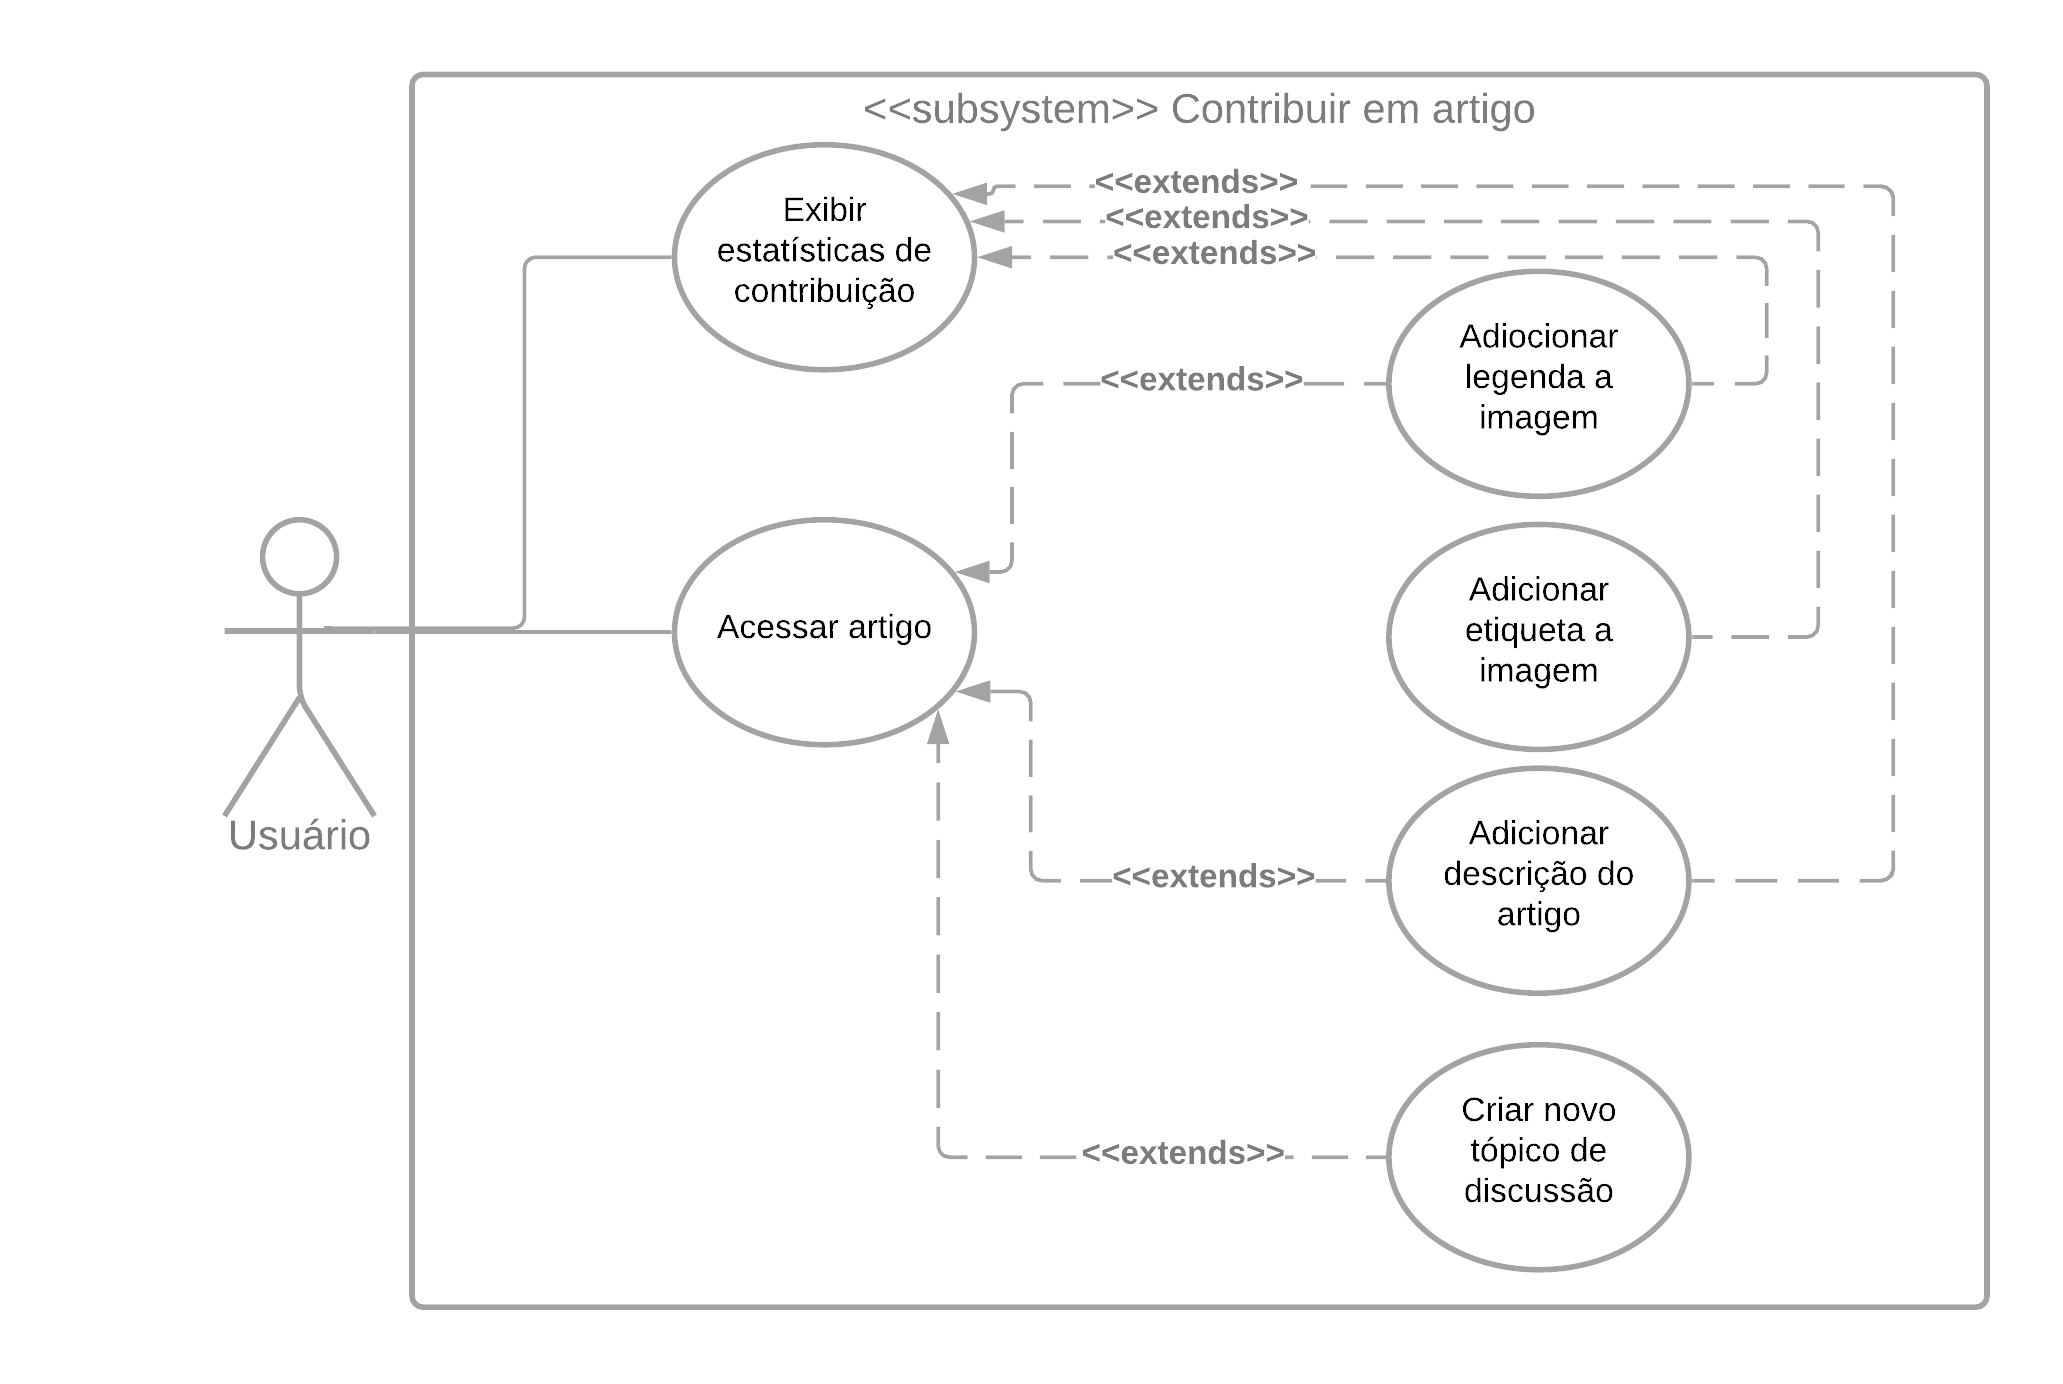 <<subsystem>> Contribuir em artigo
Exibir
estatísticas de
contribuição
<<extends>>
<<extends>>
<<extends>>
Adiocionar
legenda a
imagem
<<extends>>
Adicionar
etiqueta a
imagem
Acessar artigo
Usuário
Adicionar
descrição do
artigo
<<extends>>
Criar novo
tópico de
discussão
<<extends>>